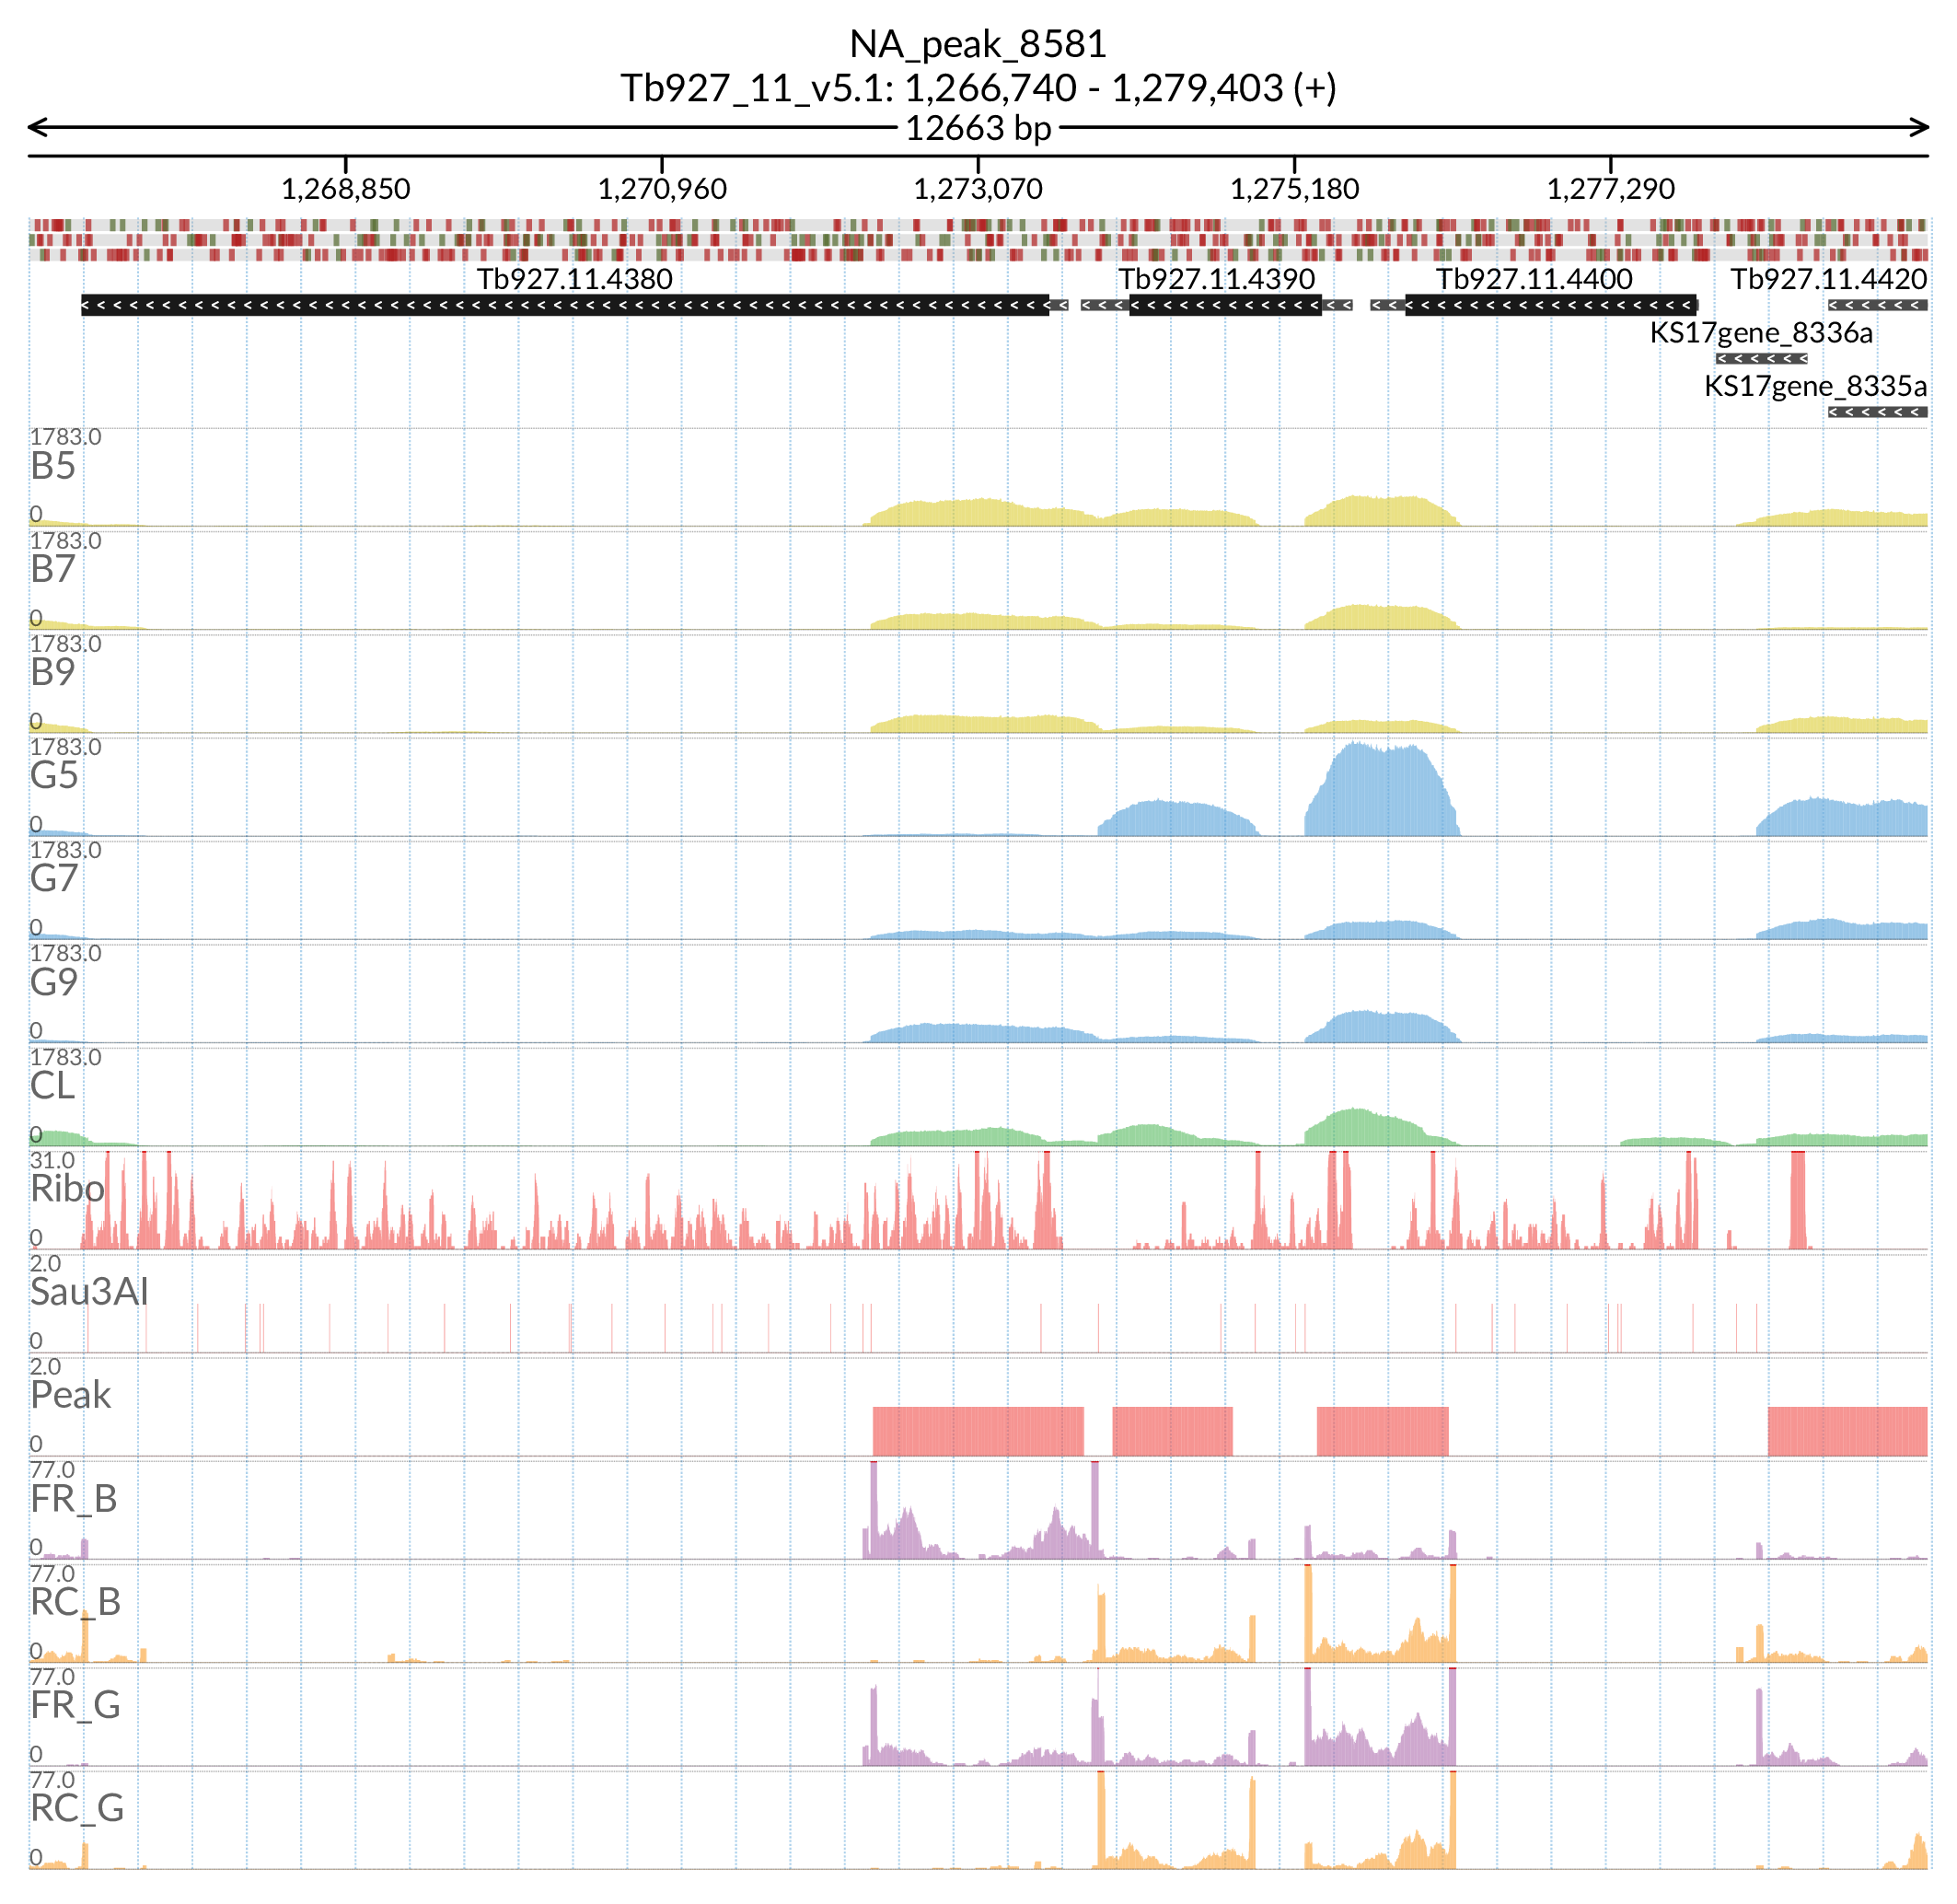 NA_peak_8581
Tb927_11_v5.1: 1,266,740 - 1,279,403 (+)
12663 bp
1,268,850 1,270,960 1,273,070 1,275,180 1,277,290
Tb927.11.4380 Tb927.11.4390 Tb927.11.4400 Tb927.11.4420
KS17gene_8336a
KS17gene_8335a
1783.0
B5
0
1783.0
B7
0
1783.0
B9
0
1783.0
G5
0
1783.0
G7
0
1783.0
G9
0
1783.0
CL
0
31.0
Ribo
0
2.0
Sau3AI
0
2.0
Peak
0
77.0
FR_B
0
77.0
RC_B
0
77.0
FR_G
0
77.0
RC_G
0